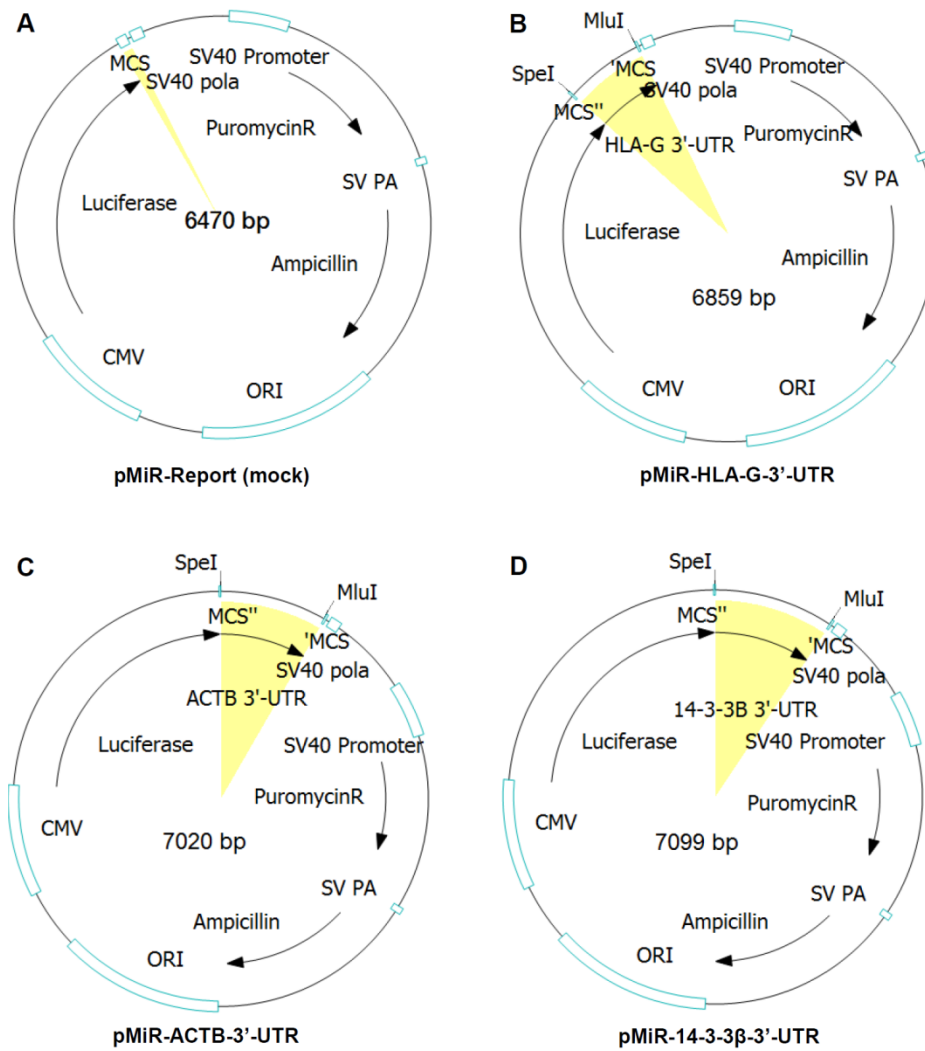 A
MCS
SV40 pola
SV40 Promoter
PuromycinR
SV PA
Luciferase
6470 bp
Ampicillin
CMV
ORI
pMiR-Report (mock)
B
MluI
SpeI
'MCS
SV40 Promoter
SV40 pola
MCS"
PuromycinR
HLA-G 3'-UTR
SV PA
Luciferase
Ampicillin
6859 bp
CMV
ORI
pMiR-HLA-G-3’-UTR
C
SpeI
MluI
MCS"
'MCS
SV40 pola
ACTB 3'-UTR
Luciferase
SV40 Promoter
PuromycinR
CMV
7020 bp
SV PA
Ampicillin
ORI
pMiR-ACTB-3’-UTR
D
SpeI
MluI
MCS"
'MCS
SV40 pola
14-3-3B 3'-UTR
Luciferase
SV40 Promoter
PuromycinR
CMV
7099 bp
SV PA
Ampicillin
ORI
pMiR-14-3-3β-3’-UTR